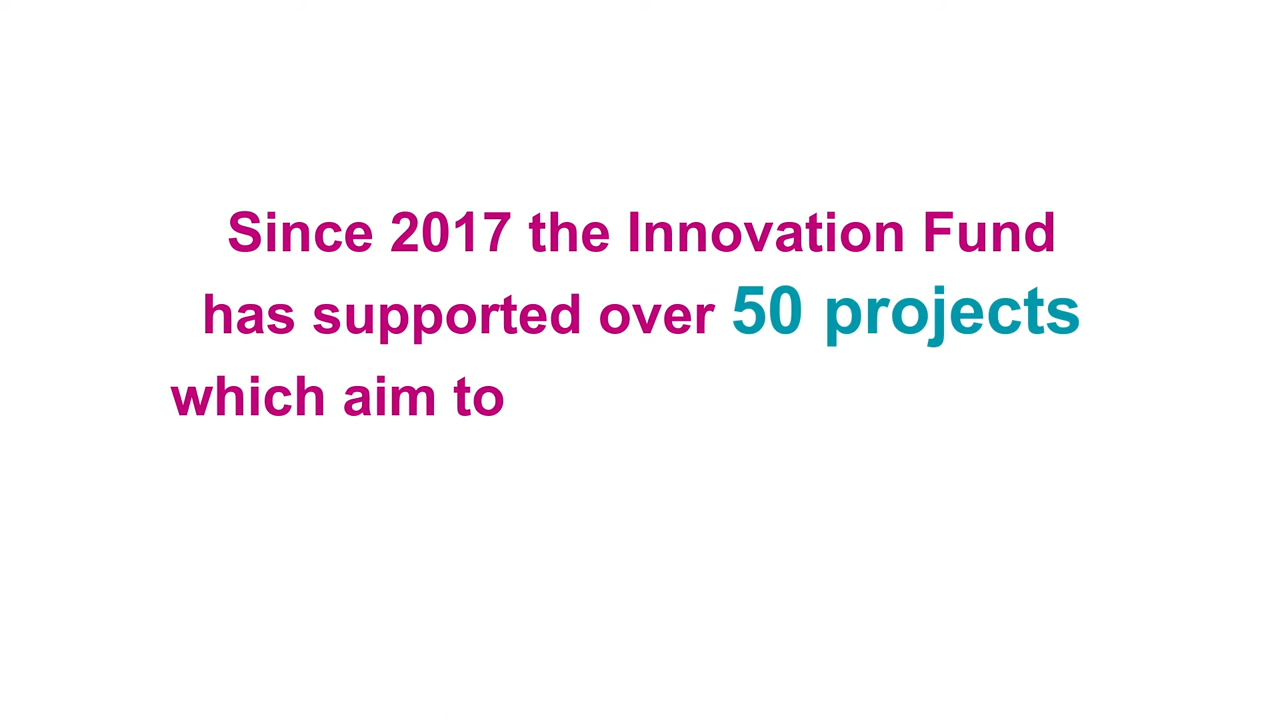 Since 2017 the Innovation Fund
has supported over 50 projects
which aim to